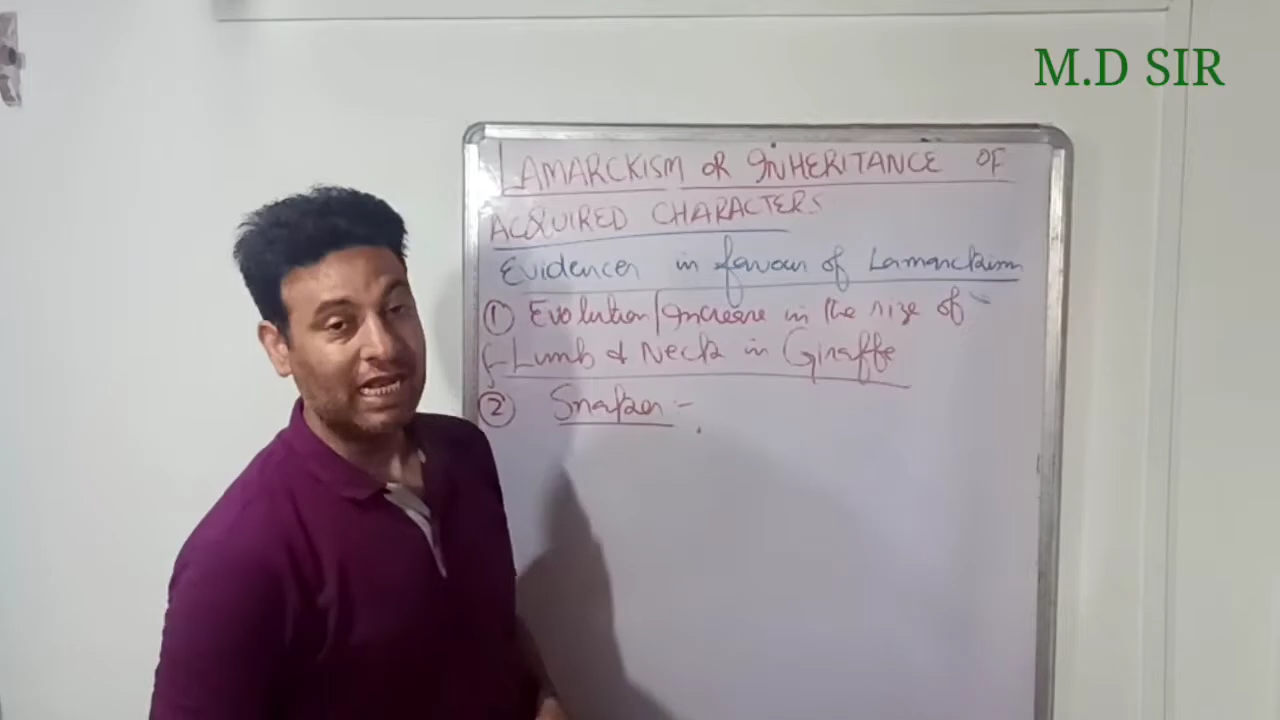 M.D SIR
LAMARCKISM OR INHERITANCE OF
ACQUIRED CHARACTERS
Evidences in favour of Lamarckism
① Evolution/Increase in the size of -
Limb & Neck in Giraffe
② Snakes :-